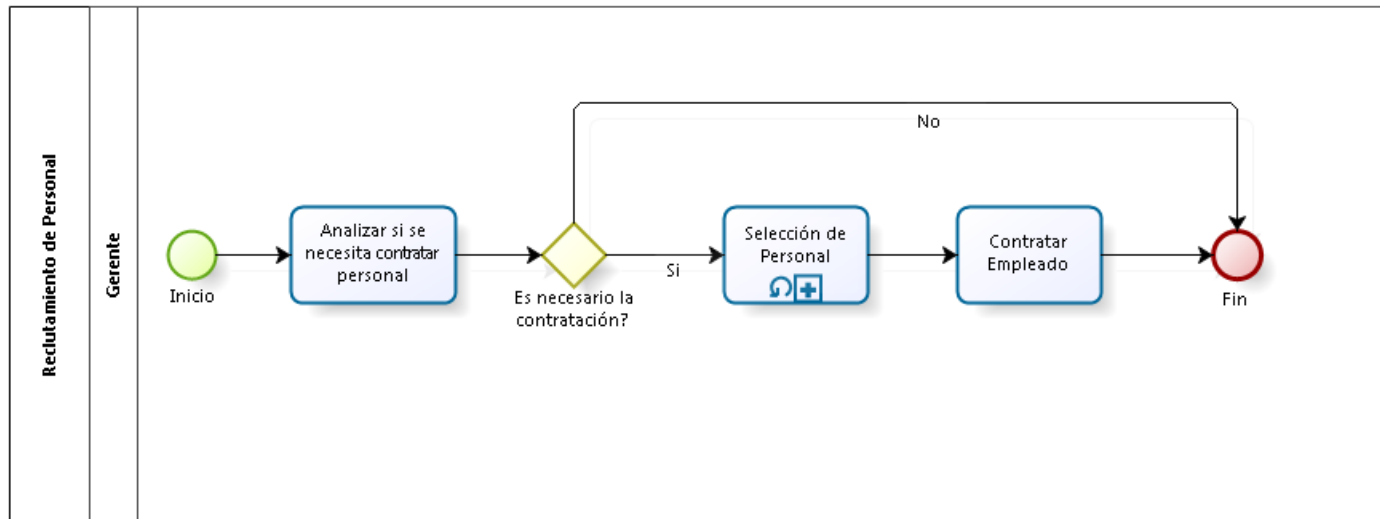 Reclutamiento de Personal
Gerente
Inicio
Analizar si se
necesita contratar
personal
Es necesario la
contratación?
No
Si
Selección de
Personal
Contratar
Empleado
Fin